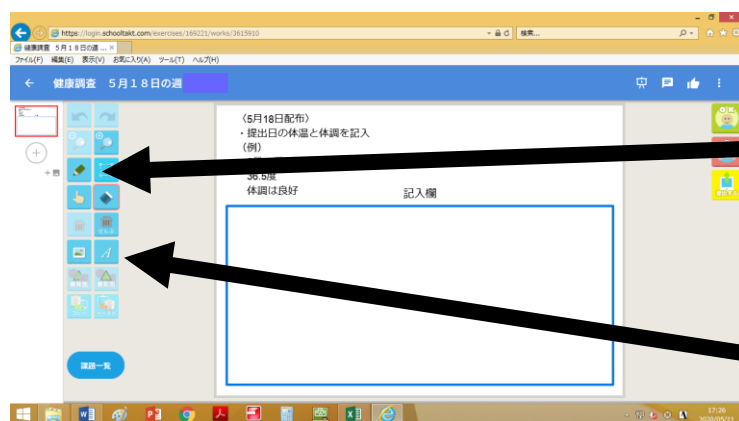 https://login.schooltakt.com/exercises/169221/works/3615910
検索...
健康調査 5月18日の週 ...
ファイル(F) 編集(E) 表示(V) お気に入り(A) ツール(T) ヘルプ(H)
健康調査 5月18日の週
〈5月18日配布〉
・提出日の体温と体調を記入
(例)
36.5度
体調は良好
記入欄
A
課題一覧
17:26
2020/05/11